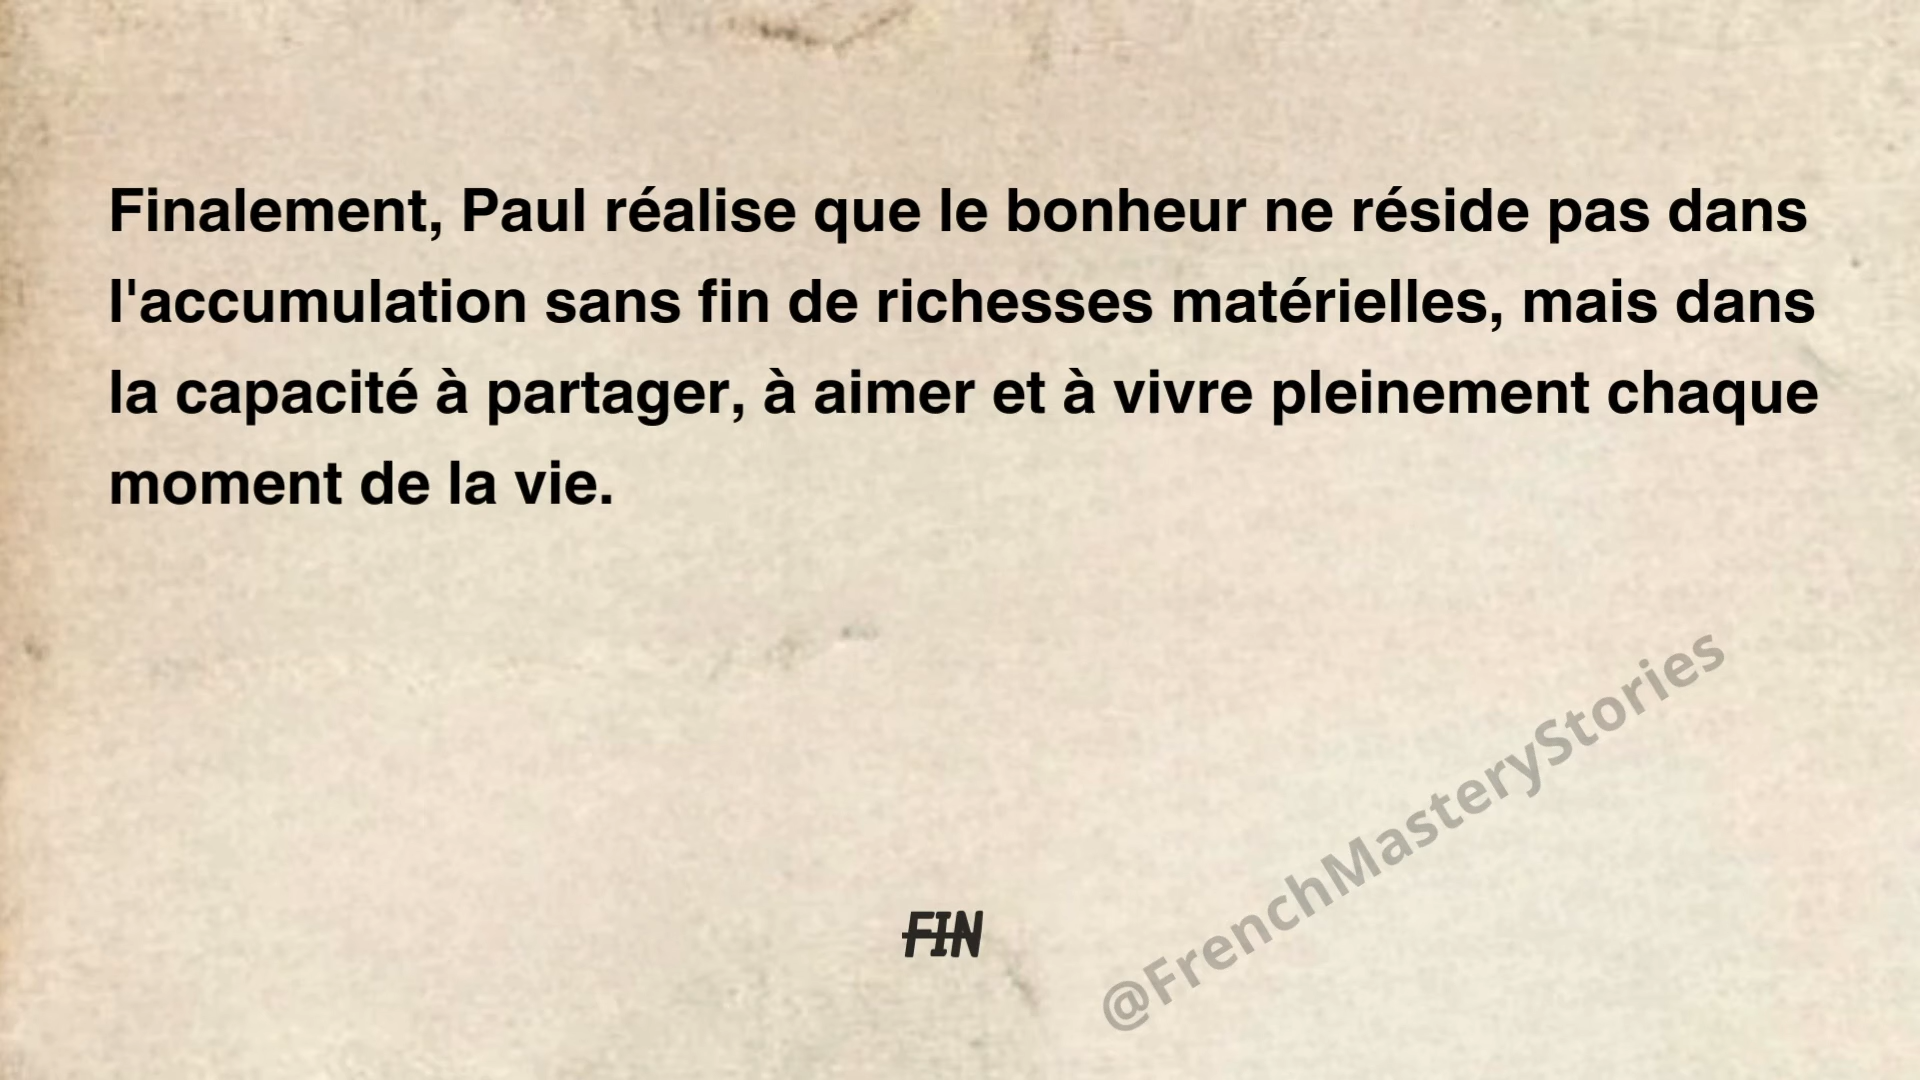 Finalement, Paul réalise que le bonheur ne réside pas dans
l'accumulation sans fin de richesses matérielles, mais dans
la capacité à partager, à aimer et à vivre pleinement chaque
moment de la vie.
FIN
@FrenchMasteryStories